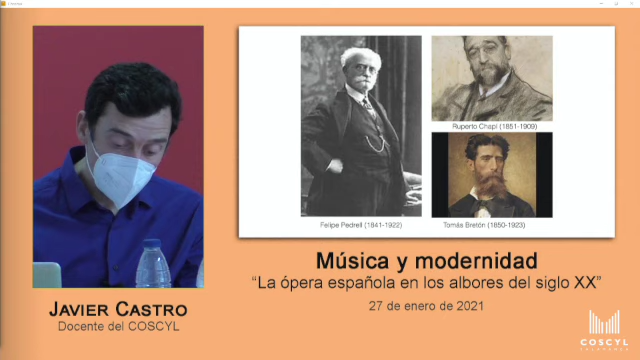 Ruperto Chapí (1851-1909)
Felipe Pedrell (1841-1922)
Tomás Bretón (1850-1923)
Música y modernidad
“La ópera española en los albores del siglo XX”
27 de enero de 2021
JAVIER CASTRO
Docente del COSCYL
COSCYL
SALAMANCA